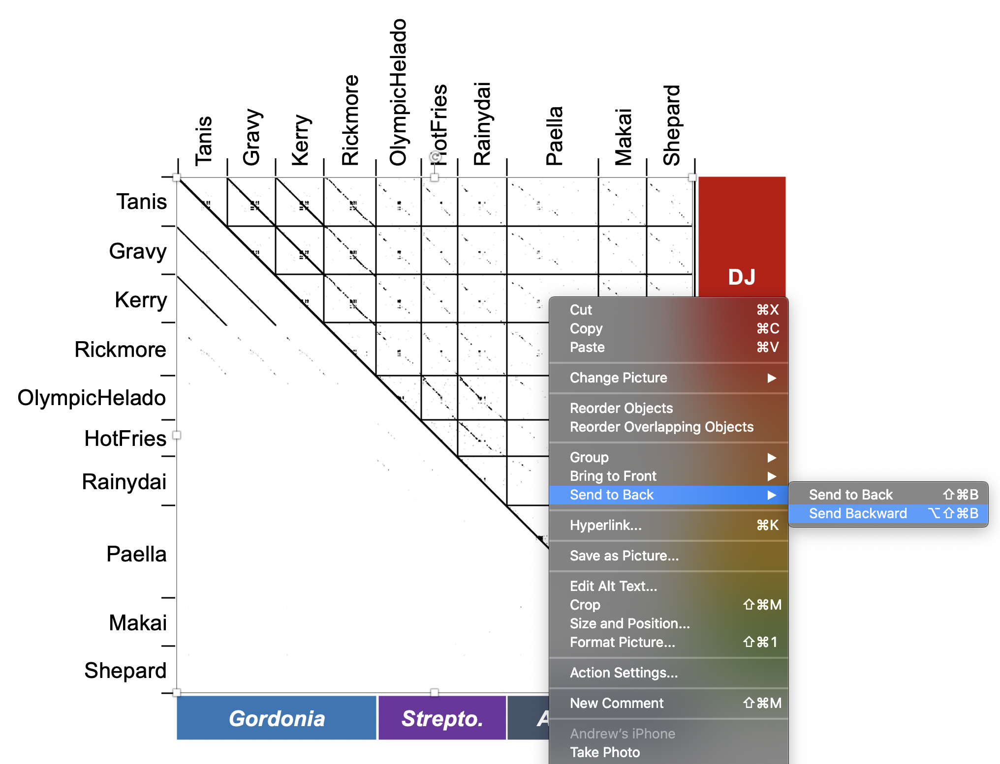 Tanis
Gravy
Kerry
Rickmore
OlympicHelado
HotFries
Rainydai
Paella
Makai
Shepard
Tanis
Gravy
Kerry
Rickmore
OlympicHelado
HotFries
Rainydai
Paella
Makai
Shepard
DJ
Gordonia
Strepto.
A
Cut ⌘X
Copy ⌘C
Paste ⌘V
Change Picture ▶
Reorder Objects
Reorder Overlapping Objects
Group ▶
Bring to Front ▶
Send to Back ▶
Send to Back ⇧⌘B
Send Backward ⌥⇧⌘B
Hyperlink... ⌘K
Save as Picture...
Edit Alt Text...
Crop ⇧⌘M
Size and Position...
Format Picture... ⇧⌘1
Action Settings...
New Comment ⇧⌘M
Andrew’s iPhone
Take Photo